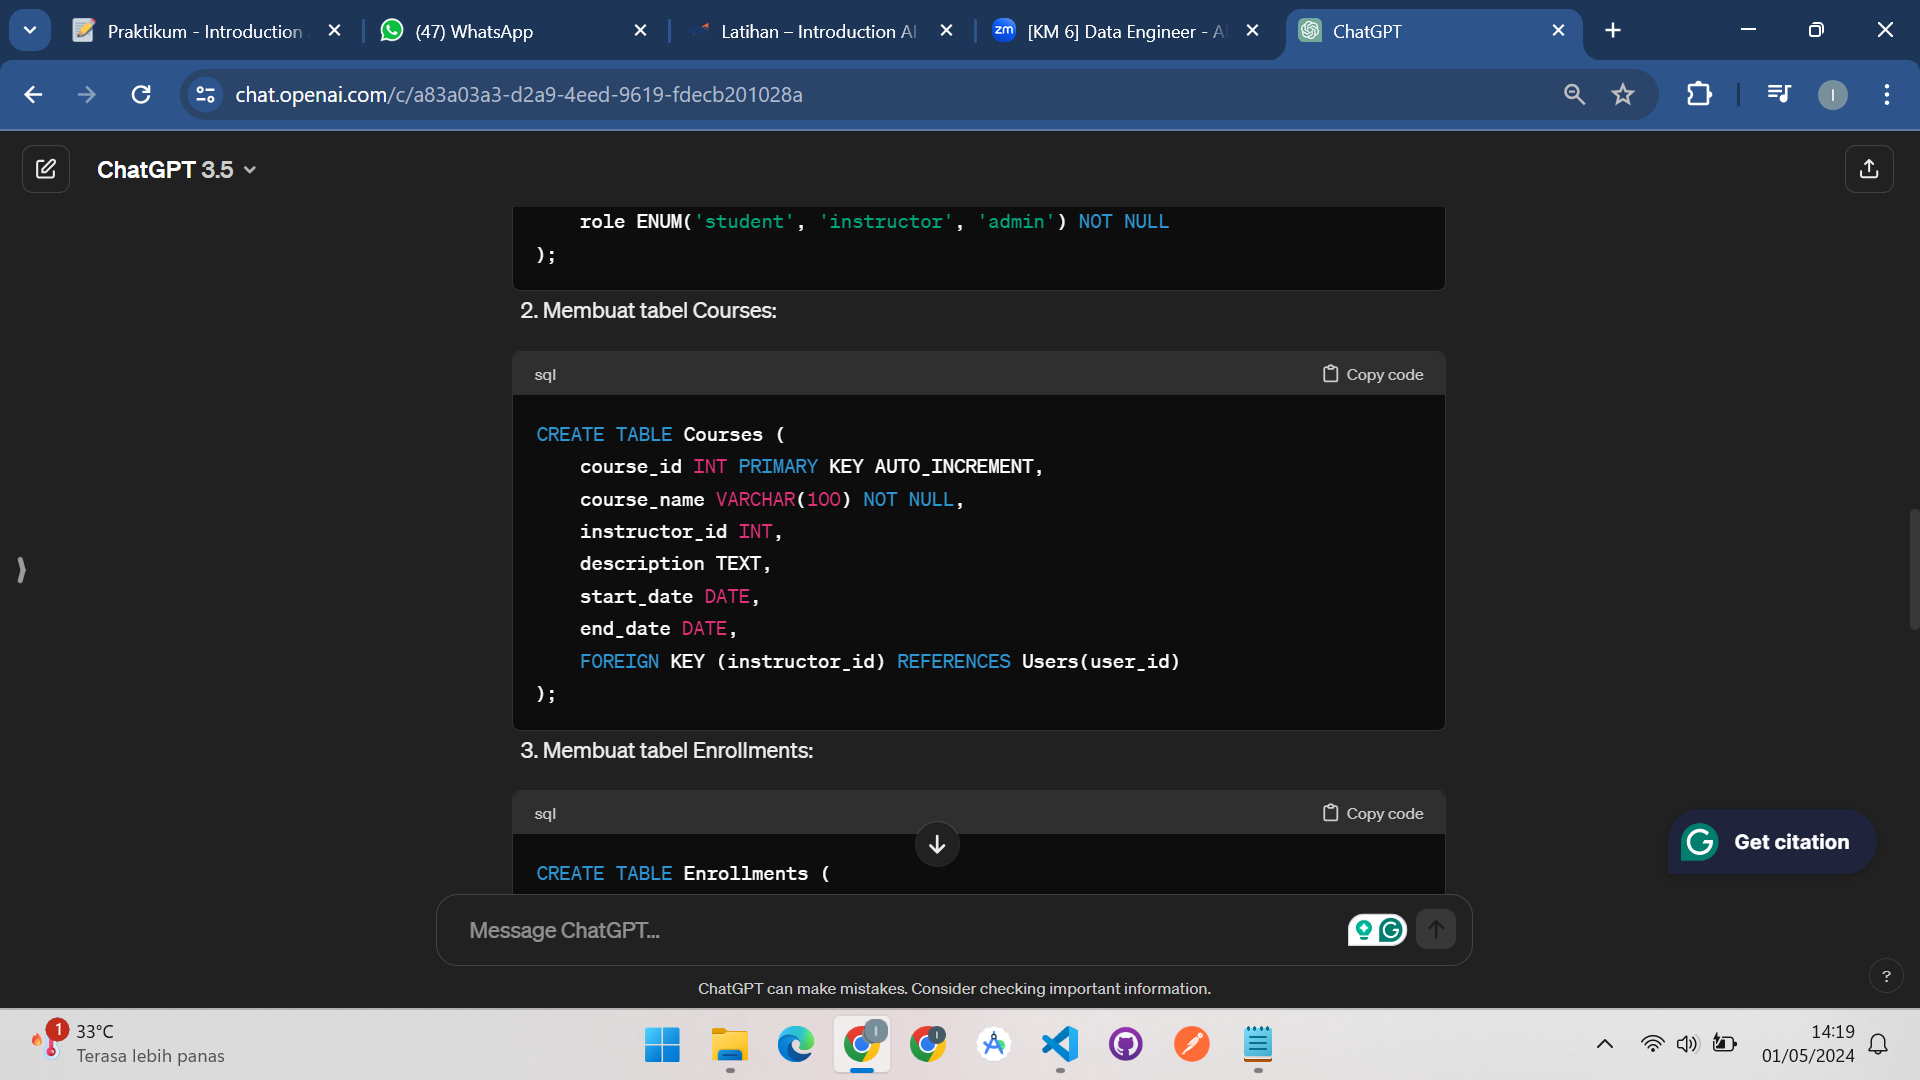 Praktikum - Introduction
(47) WhatsApp
Latihan – Introduction AI
zm
[KM 6] Data Engineer - A
ChatGPT
chat.openai.com/c/a83a03a3-d2a9-4eed-9619-fdecb201028a
I
ChatGPT 3.5
role ENUM('student', 'instructor', 'admin') NOT NULL
);
2. Membuat tabel Courses:
sql
Copy code
CREATE TABLE Courses (
course_id INT PRIMARY KEY AUTO_INCREMENT,
course_name VARCHAR(100) NOT NULL,
instructor_id INT,
description TEXT,
start_date DATE,
end_date DATE,
FOREIGN KEY (instructor_id) REFERENCES Users(user_id)
);
3. Membuat tabel Enrollments:
sql
Copy code
CREATE TABLE Enrollments (
Get citation
Message ChatGPT...
ChatGPT can make mistakes. Consider checking important information.
?
1
33°C
Terasa lebih panas
I
I
14:19
01/05/2024